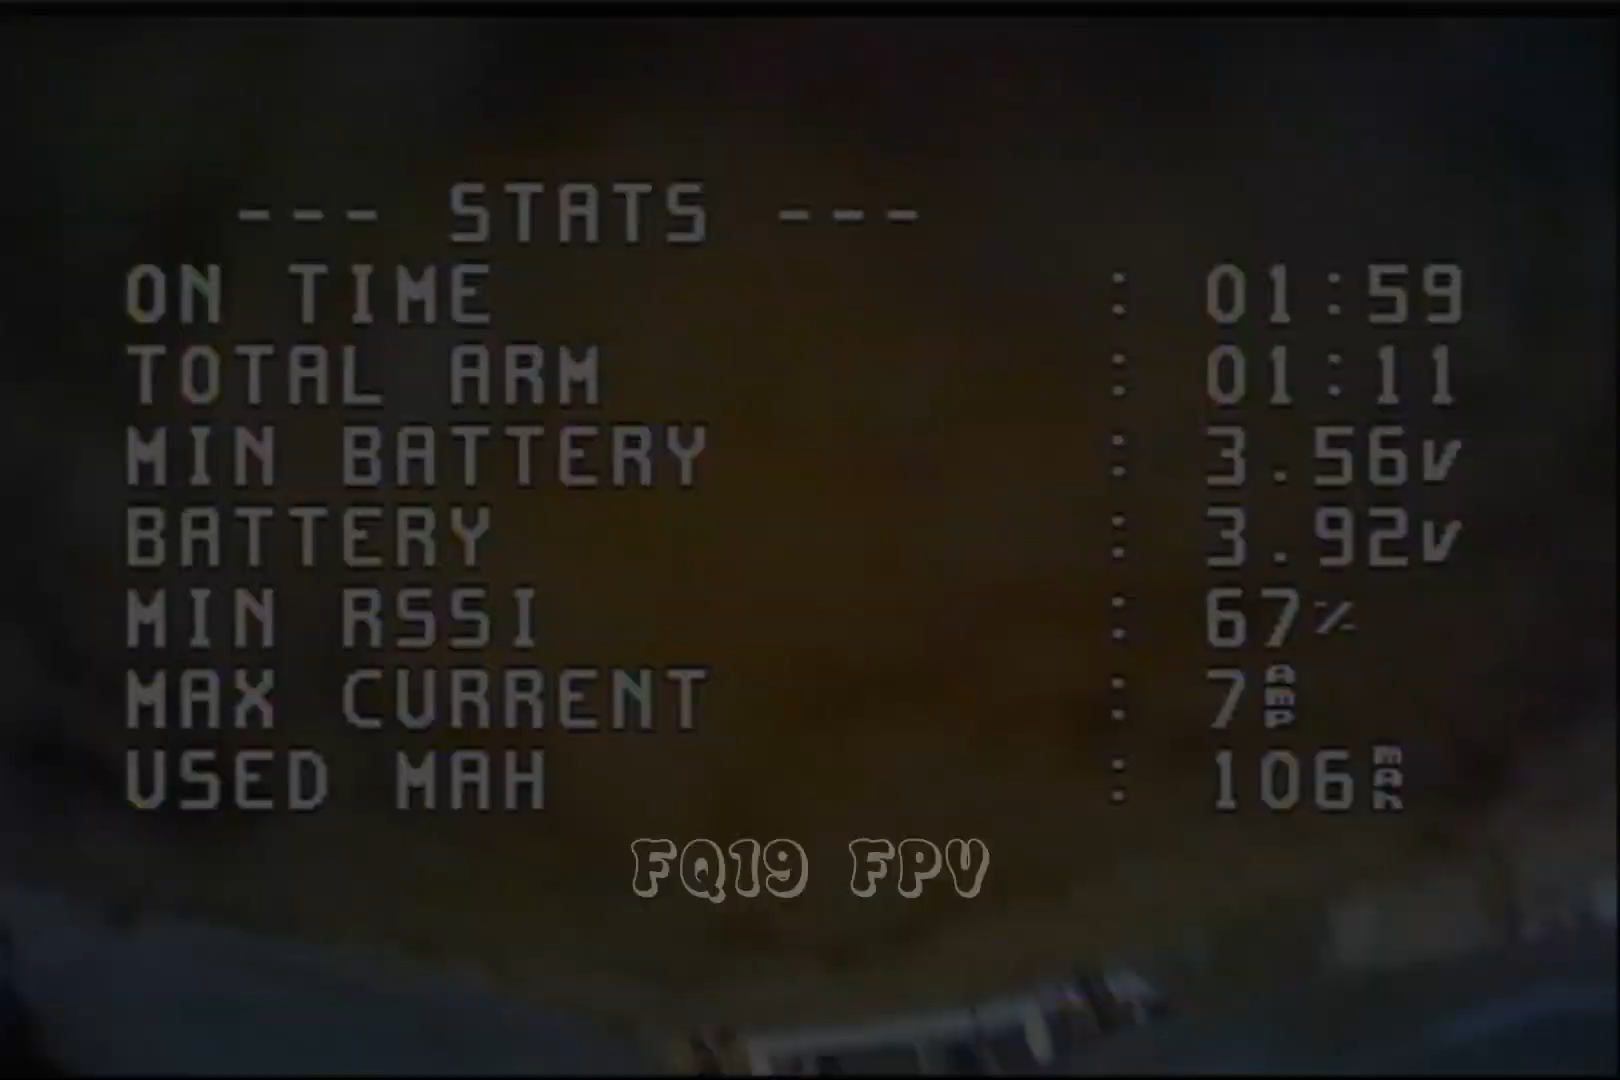 --- STATS ---
ON TIME : 01:59
TOTAL ARM : 01:11
MIN BATTERY : 3.56V
BATTERY : 3.92V
MIN RSSI : 67%
MAX CURRENT : 7AMP
USED MAH : 106MAH
FQ19 FPV